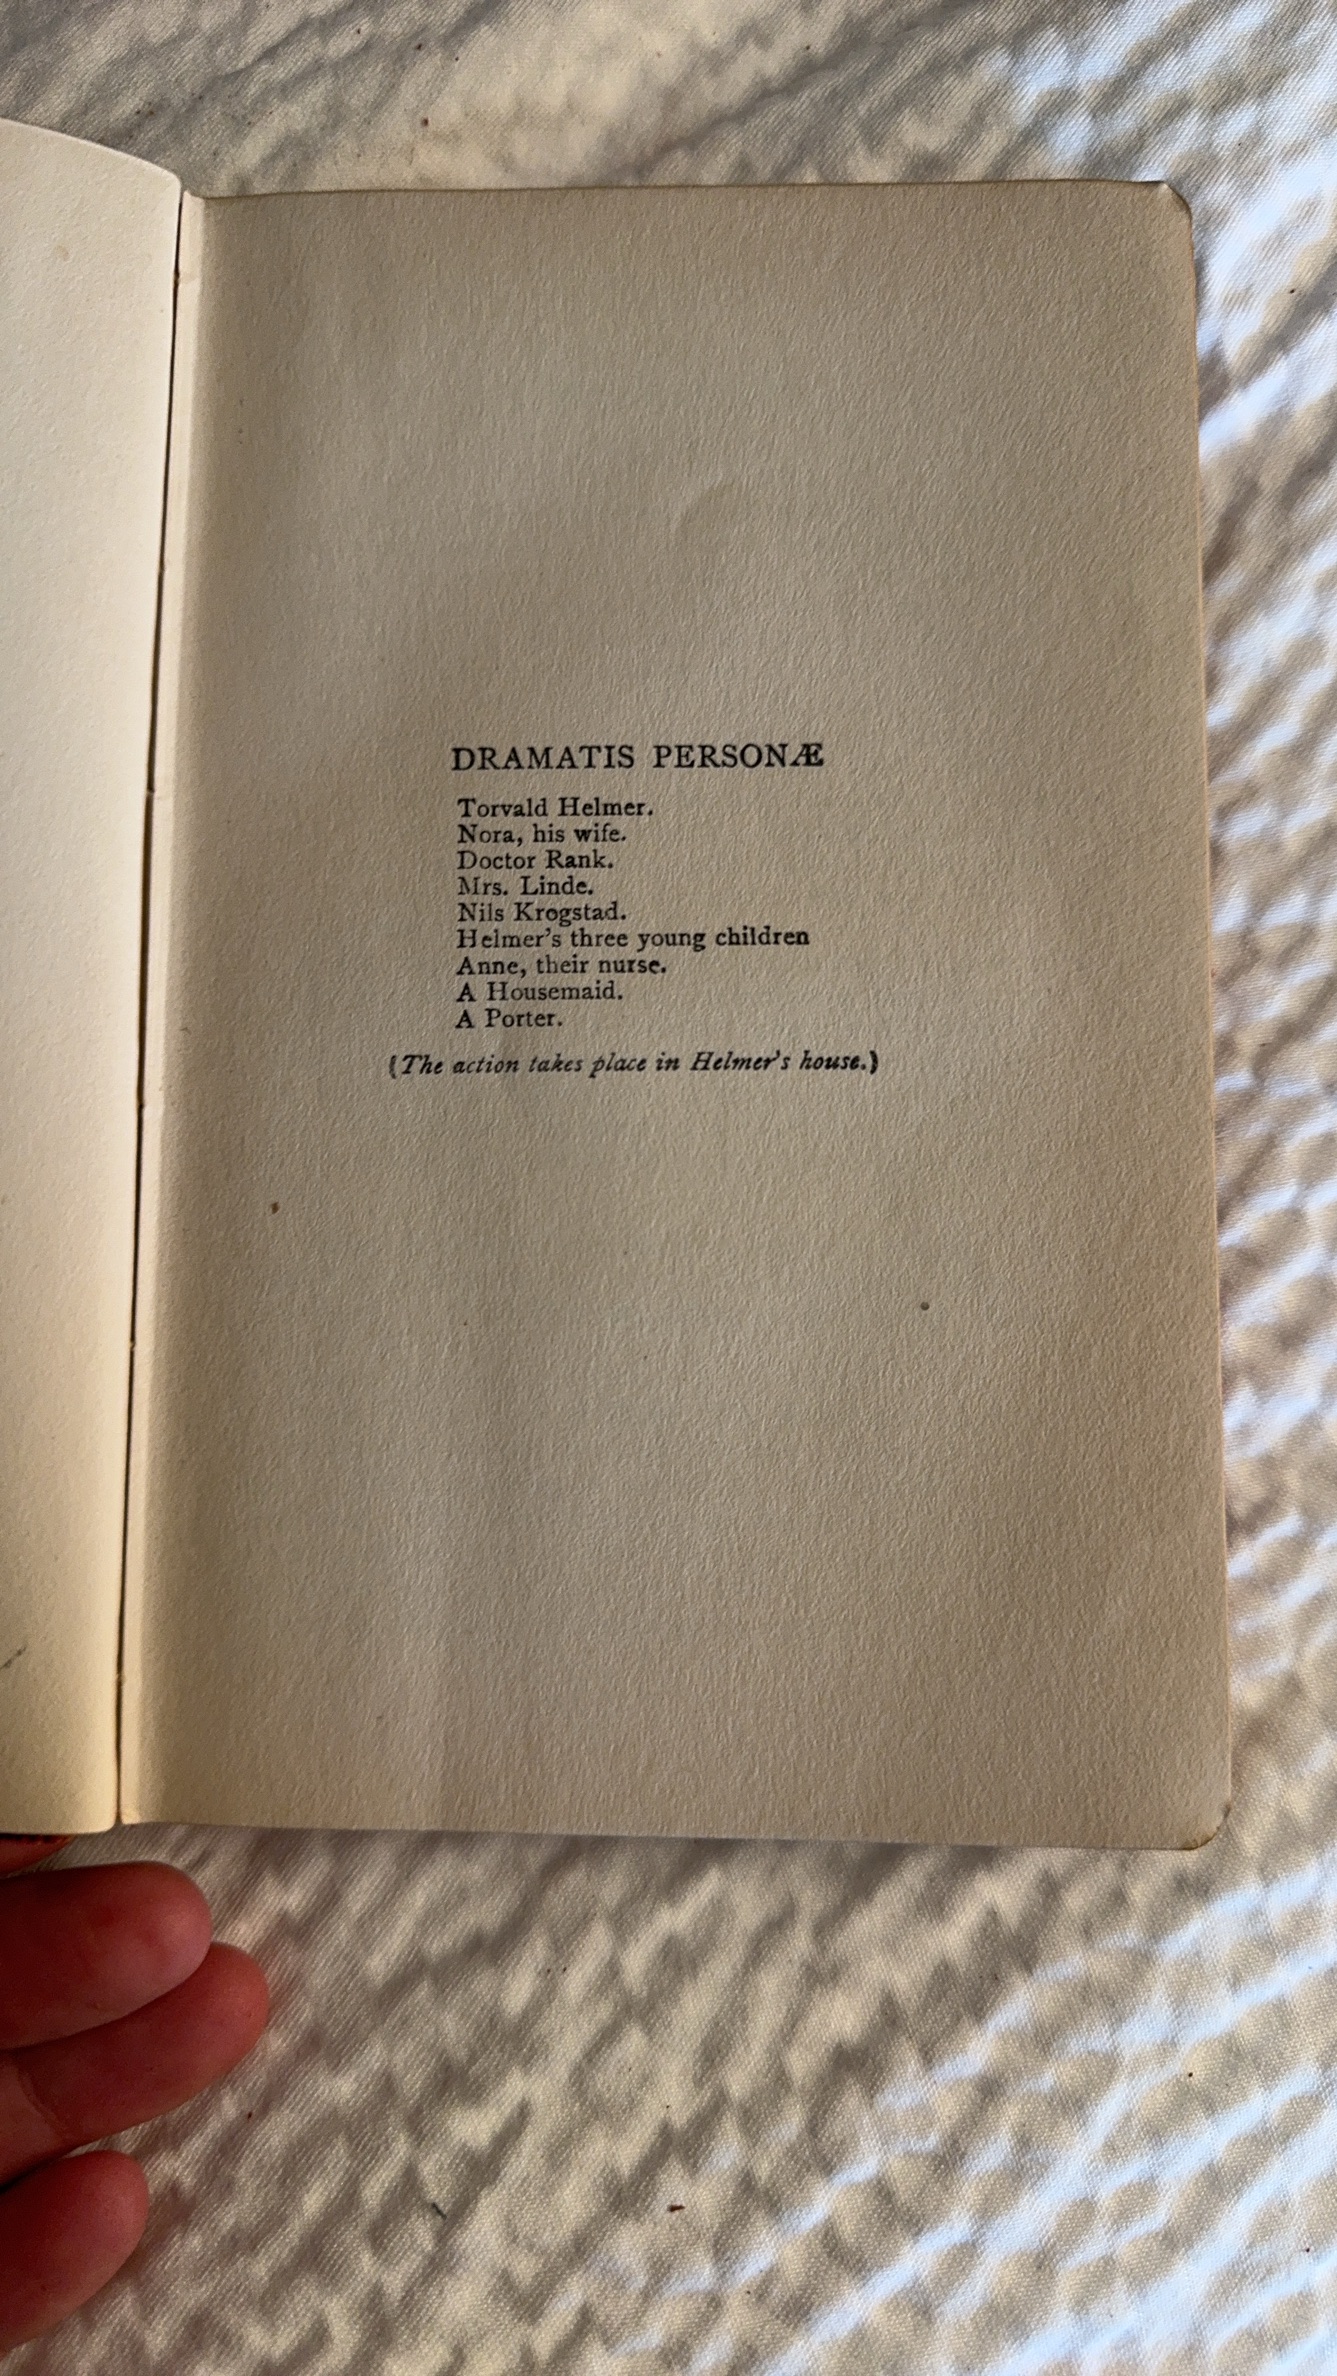 DRAMATIS PERSONÆ
Torvald Helmer.
Nora, his wife.
Doctor Rank.
Mrs. Linde.
Nils Krogstad.
Helmer's three young children
Anne, their nurse.
A Housemaid.
A Porter.
(The action takes place in Helmer's house.)